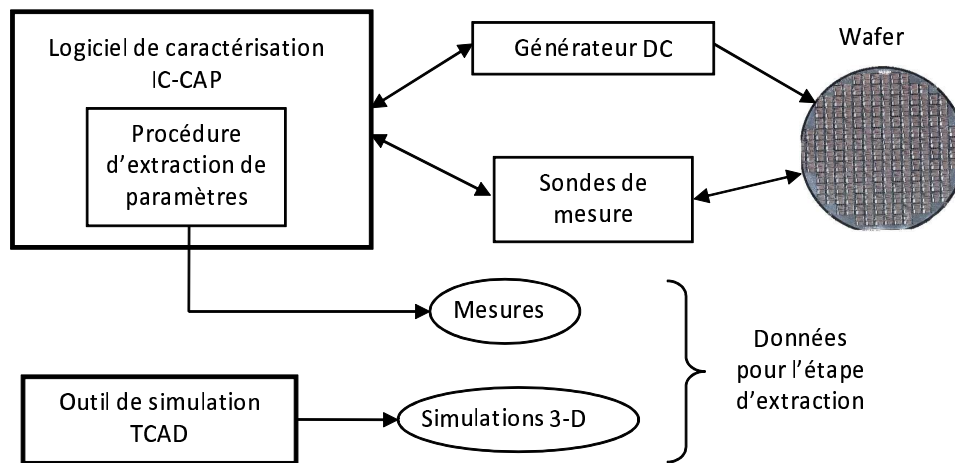 Logiciel de caractérisation
IC-CAP
Procédure
d'extraction de
paramètres
Générateur DC
Wafer
Sondes de
mesure
Mesures
Données
pour l'étape
d'extraction
Outil de simulation
TCAD
Simulations 3-D